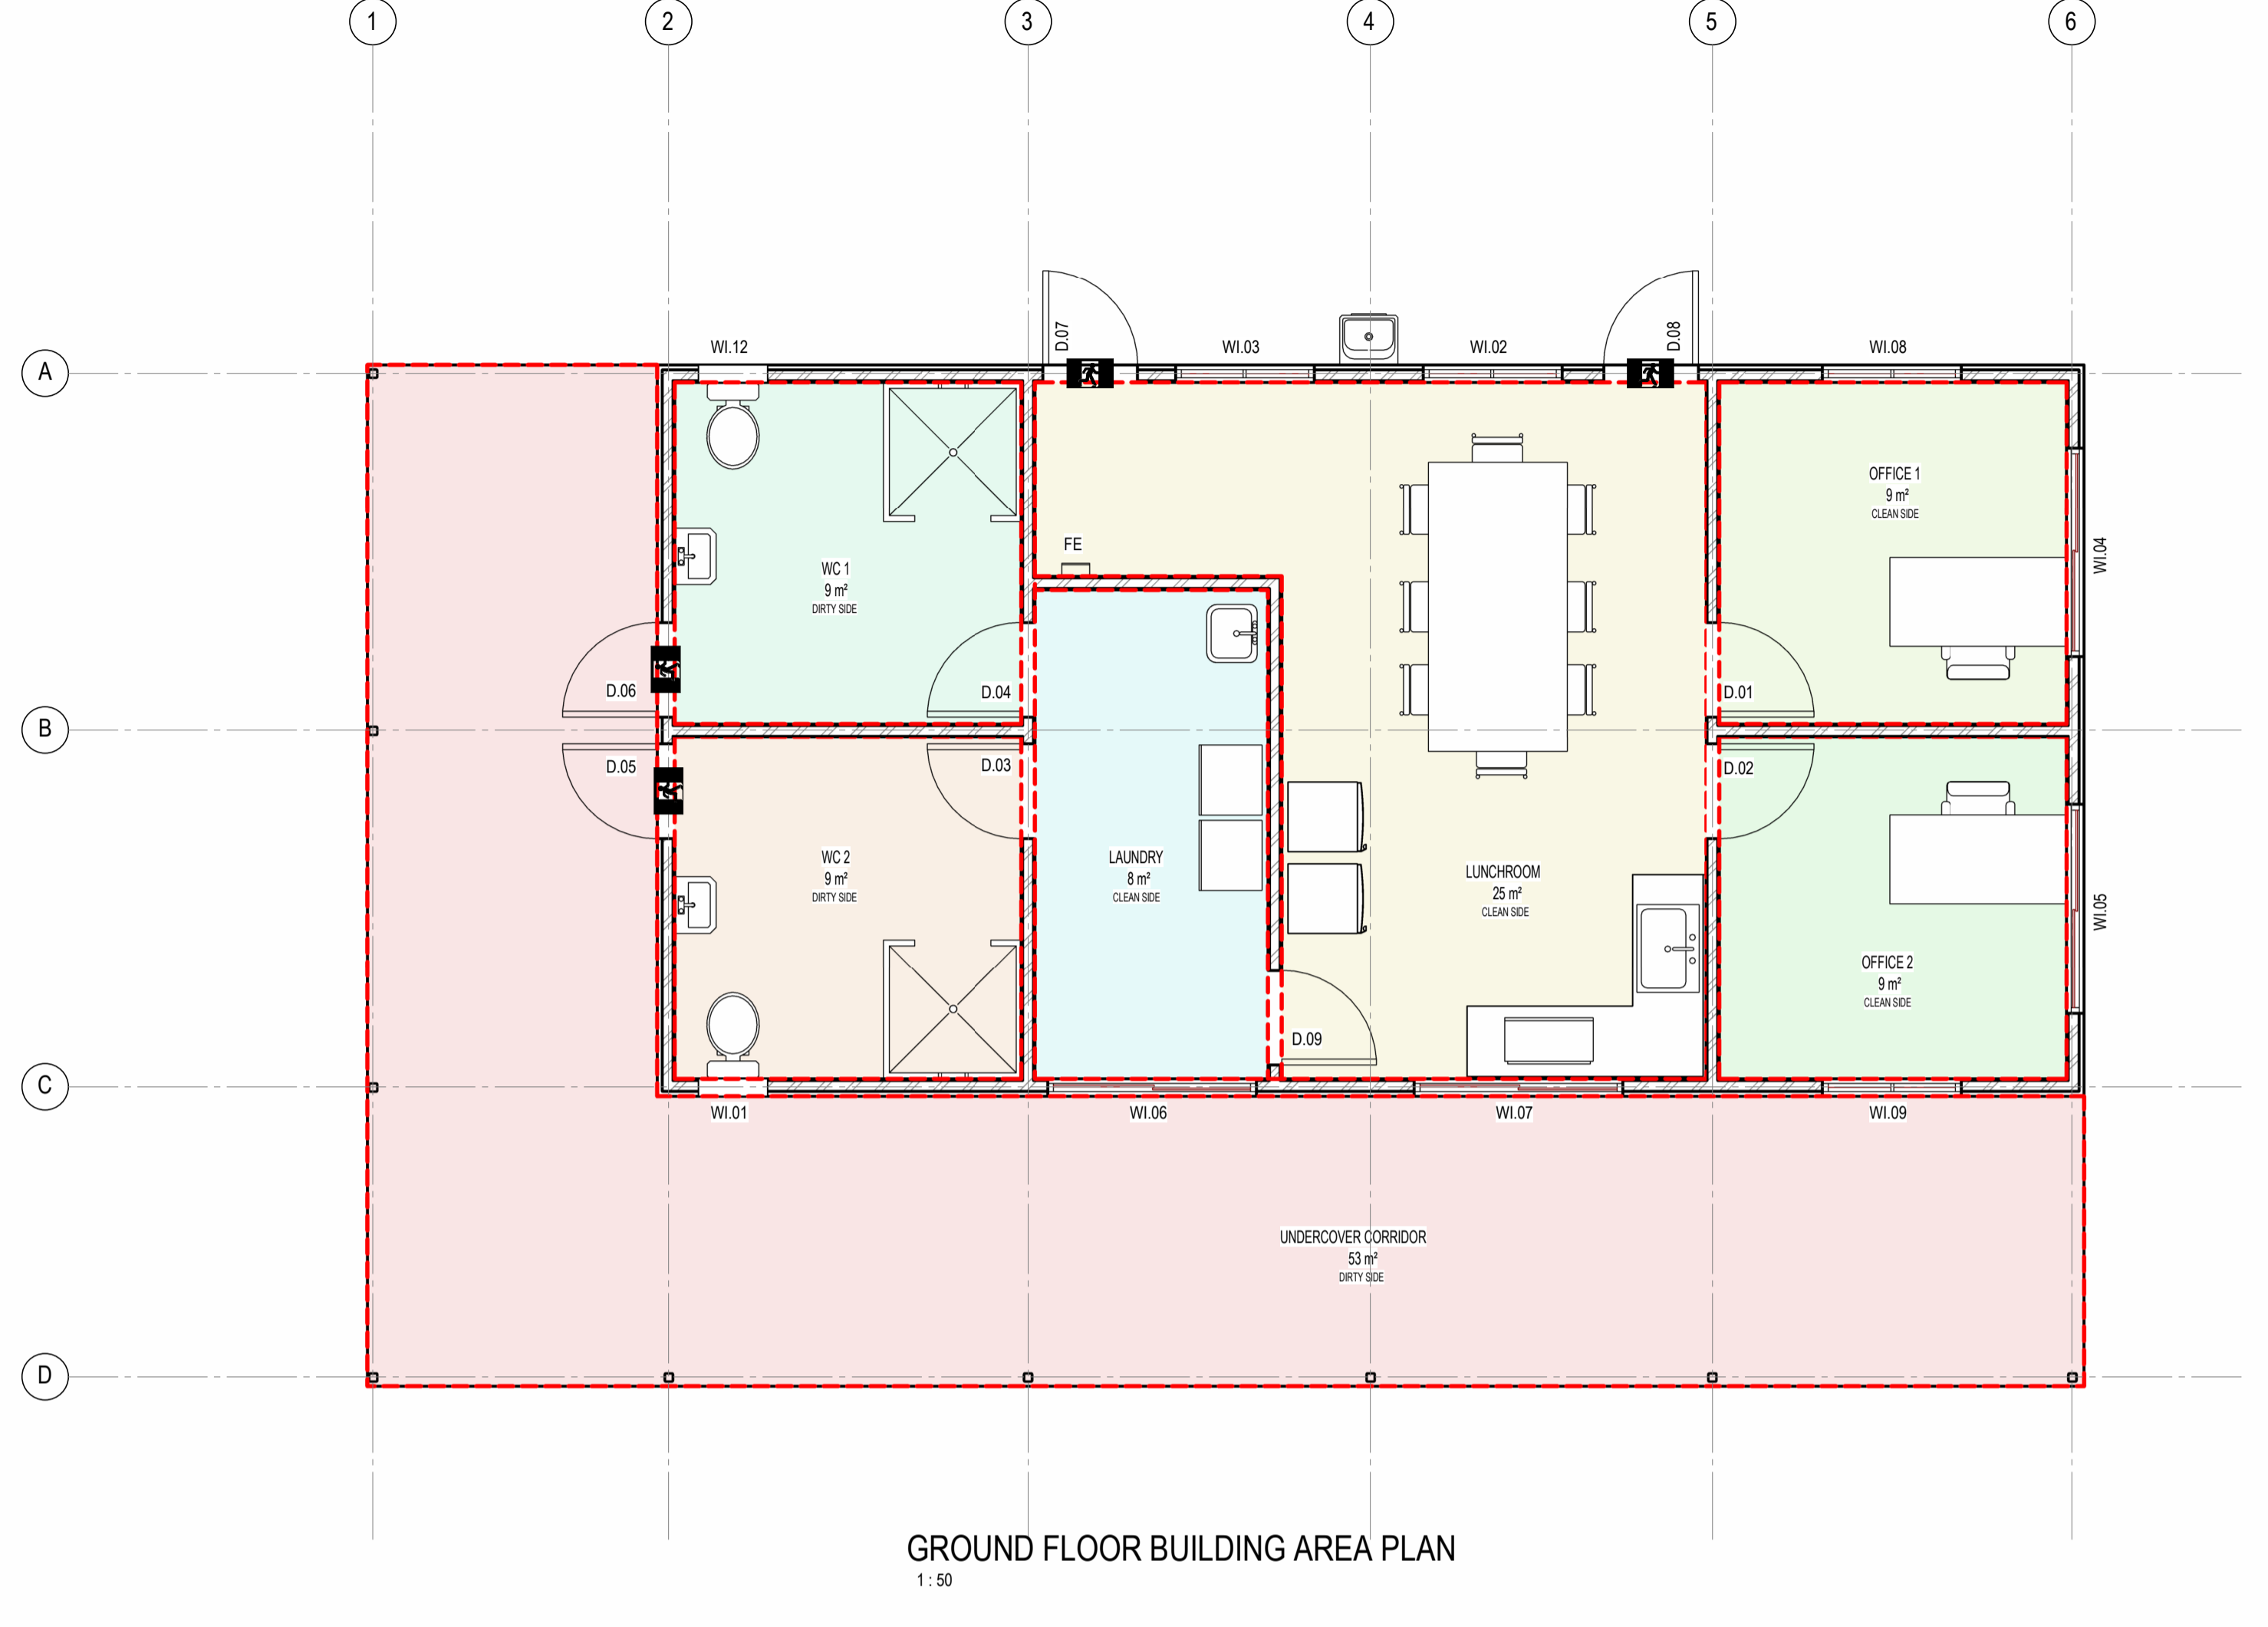 1
2
3
4
5
6
D.07
D.08
WI.12
WI.03
WI.02
WI.08
A
OFFICE 1
9 m²
CLEAN SIDE
FE
WI.04
WC 1
9 m²
DIRTY SIDE
D.06
D.04
D.01
B
D.05
D.03
D.02
WC 2
9 m²
DIRTY SIDE
LAUNDRY
8 m²
CLEAN SIDE
LUNCHROOM
25 m²
CLEAN SIDE
WI.05
OFFICE 2
9 m²
CLEAN SIDE
D.09
C
WI.01
WI.06
WI.07
WI.09
UNDERCOVER CORRIDOR
53 m²
DIRTY SIDE
D
GROUND FLOOR BUILDING AREA PLAN
1 : 50